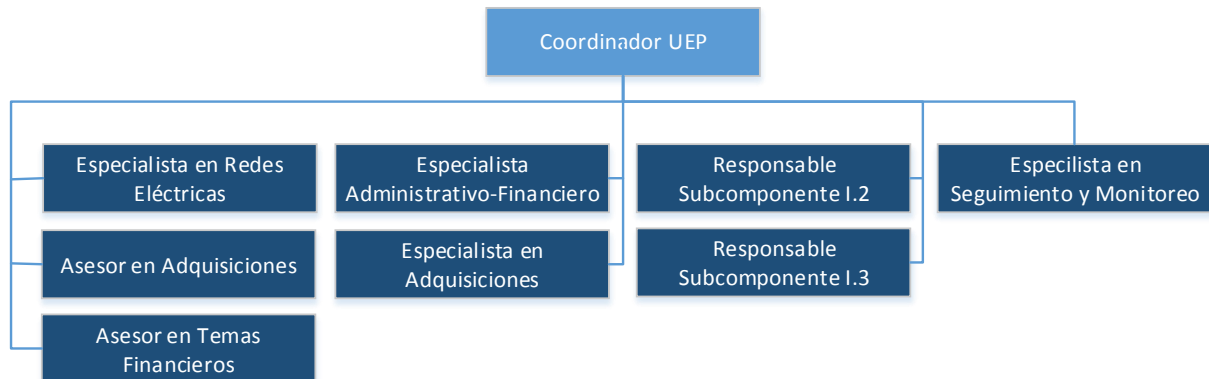 Coordinador UEP
Especialista en Redes
Eléctricas
Asesor en Adquisiciones
Asesor en Temas
Financieros
Especialista
Administrativo-Financiero
Especialista en
Adquisiciones
Responsable
Subcomponente I.2
Responsable
Subcomponente I.3
Especilista en
Seguimiento y Monitoreo